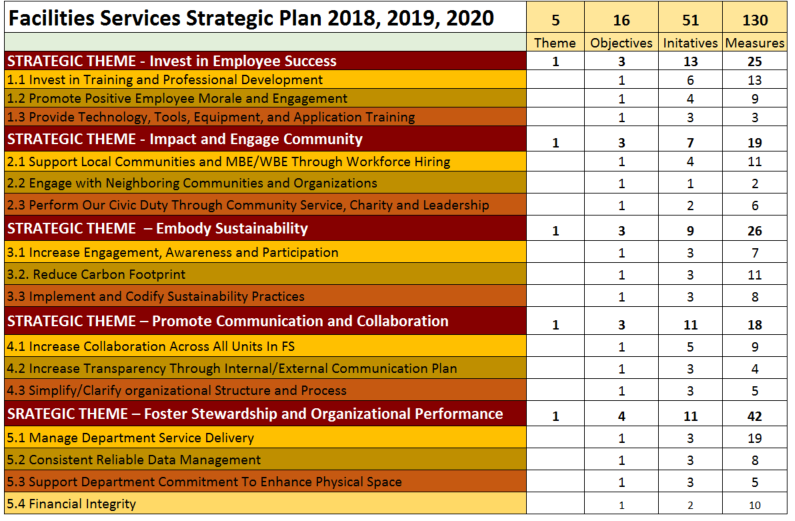 Facilities Services Strategic Plan 2018, 2019, 2020 5 16 51 130
Theme Objectives Initatives Measures
STRATEGIC THEME - Invest in Employee Success 1 3 13 25
1.1 Invest in Training and Professional Development 1 6 13
1.2 Promote Positive Employee Morale and Engagement 1 4 9
1.3 Provide Technology, Tools, Equipment, and Application Training 1 3 3
STRATEGIC THEME - Impact and Engage Community 1 3 7 19
2.1 Support Local Communities and MBE/WBE Through Workforce Hiring 1 4 11
2.2 Engage with Neighboring Communities and Organizations 1 1 2
2.3 Perform Our Civic Duty Through Community Service, Charity and Leadership 1 2 6
STRATEGIC THEME – Embody Sustainability 1 3 9 26
3.1 Increase Engagement, Awareness and Participation 1 3 7
3.2. Reduce Carbon Footprint 1 3 11
3.3 Implement and Codify Sustainability Practices 1 3 8
STRATEGIC THEME – Promote Communication and Collaboration 1 3 11 18
4.1 Increase Collaboration Across All Units In FS 1 5 9
4.2 Increase Transparency Through Internal/External Communication Plan 1 3 4
4.3 Simplify/Clarify organizational Structure and Process 1 3 5
SRATEGIC THEME – Foster Stewardship and Organizational Performance 1 4 11 42
5.1 Manage Department Service Delivery 1 3 19
5.2 Consistent Reliable Data Management 1 3 8
5.3 Support Department Commitment To Enhance Physical Space 1 3 5
5.4 Financial Integrity 1 2 10